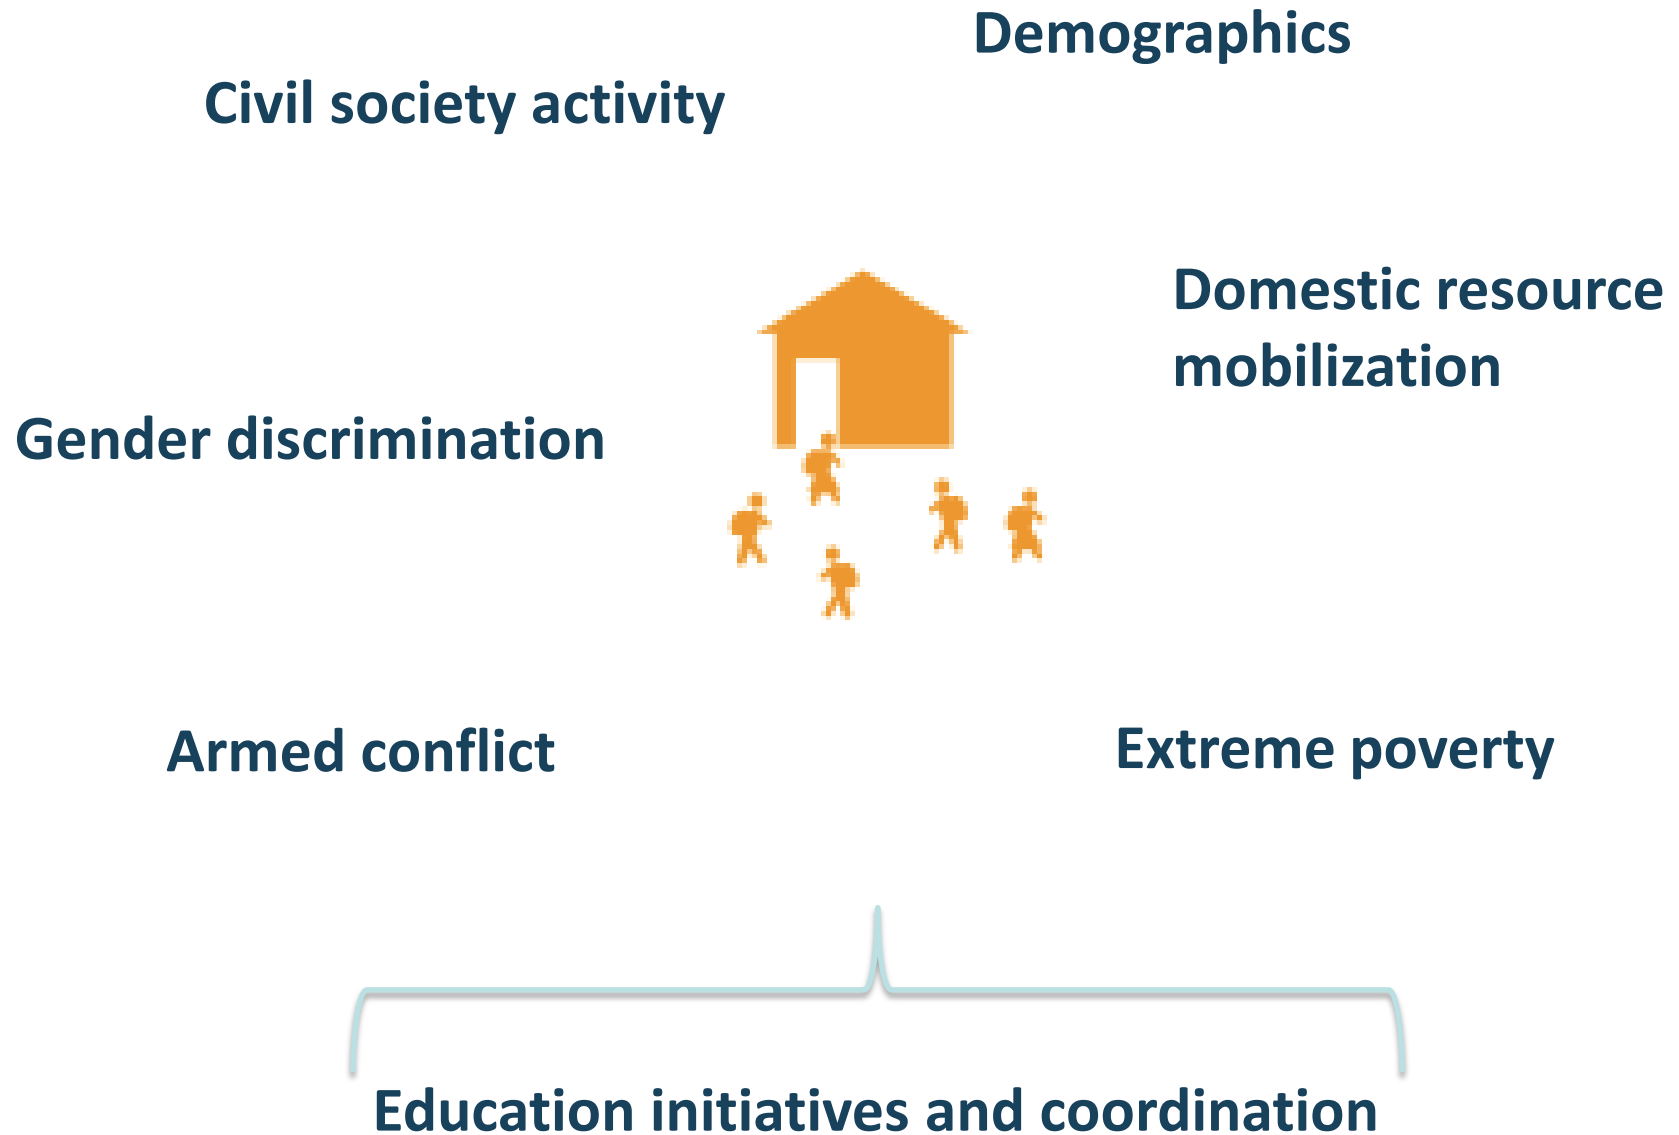 Demographics
Civil society activity
Domestic resource
mobilization
Gender discrimination
Armed conflict
Extreme poverty
Education initiatives and coordination